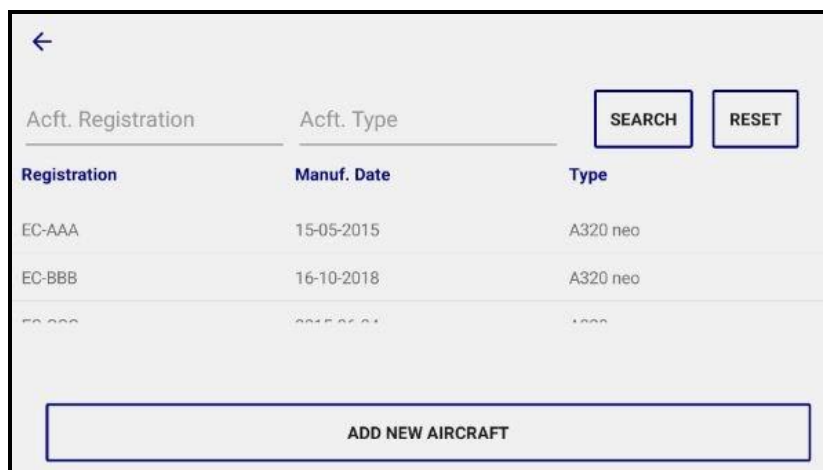 Acft. Registration Acft. Type SEARCH RESET
Registration Manuf. Date Type
EC-AAA 15-05-2015 A320 neo
EC-BBB 16-10-2018 A320 neo
ADD NEW AIRCRAFT